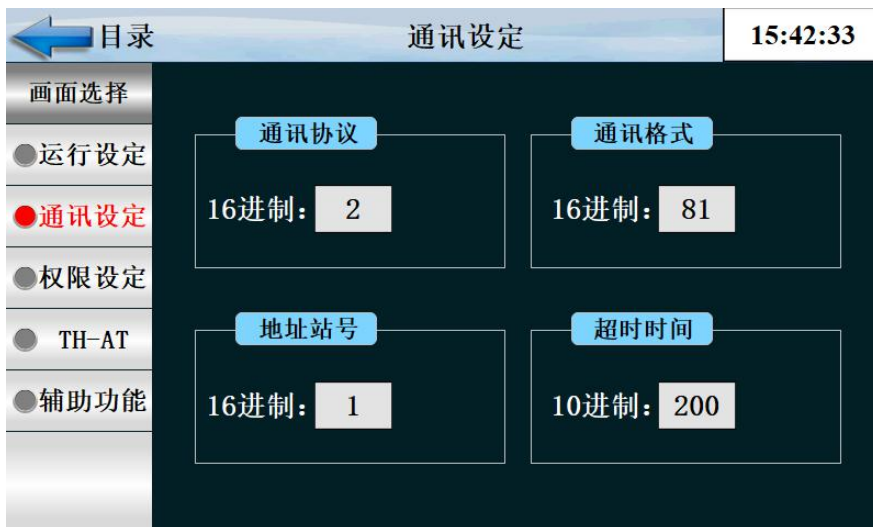 目录
通讯设定
15:42:33
画面选择
运行设定
通讯设定
权限设定
TH-AT
辅助功能
通讯协议
16进制: 2
通讯格式
16进制: 81
地址站号
16进制: 1
超时时间
10进制: 200